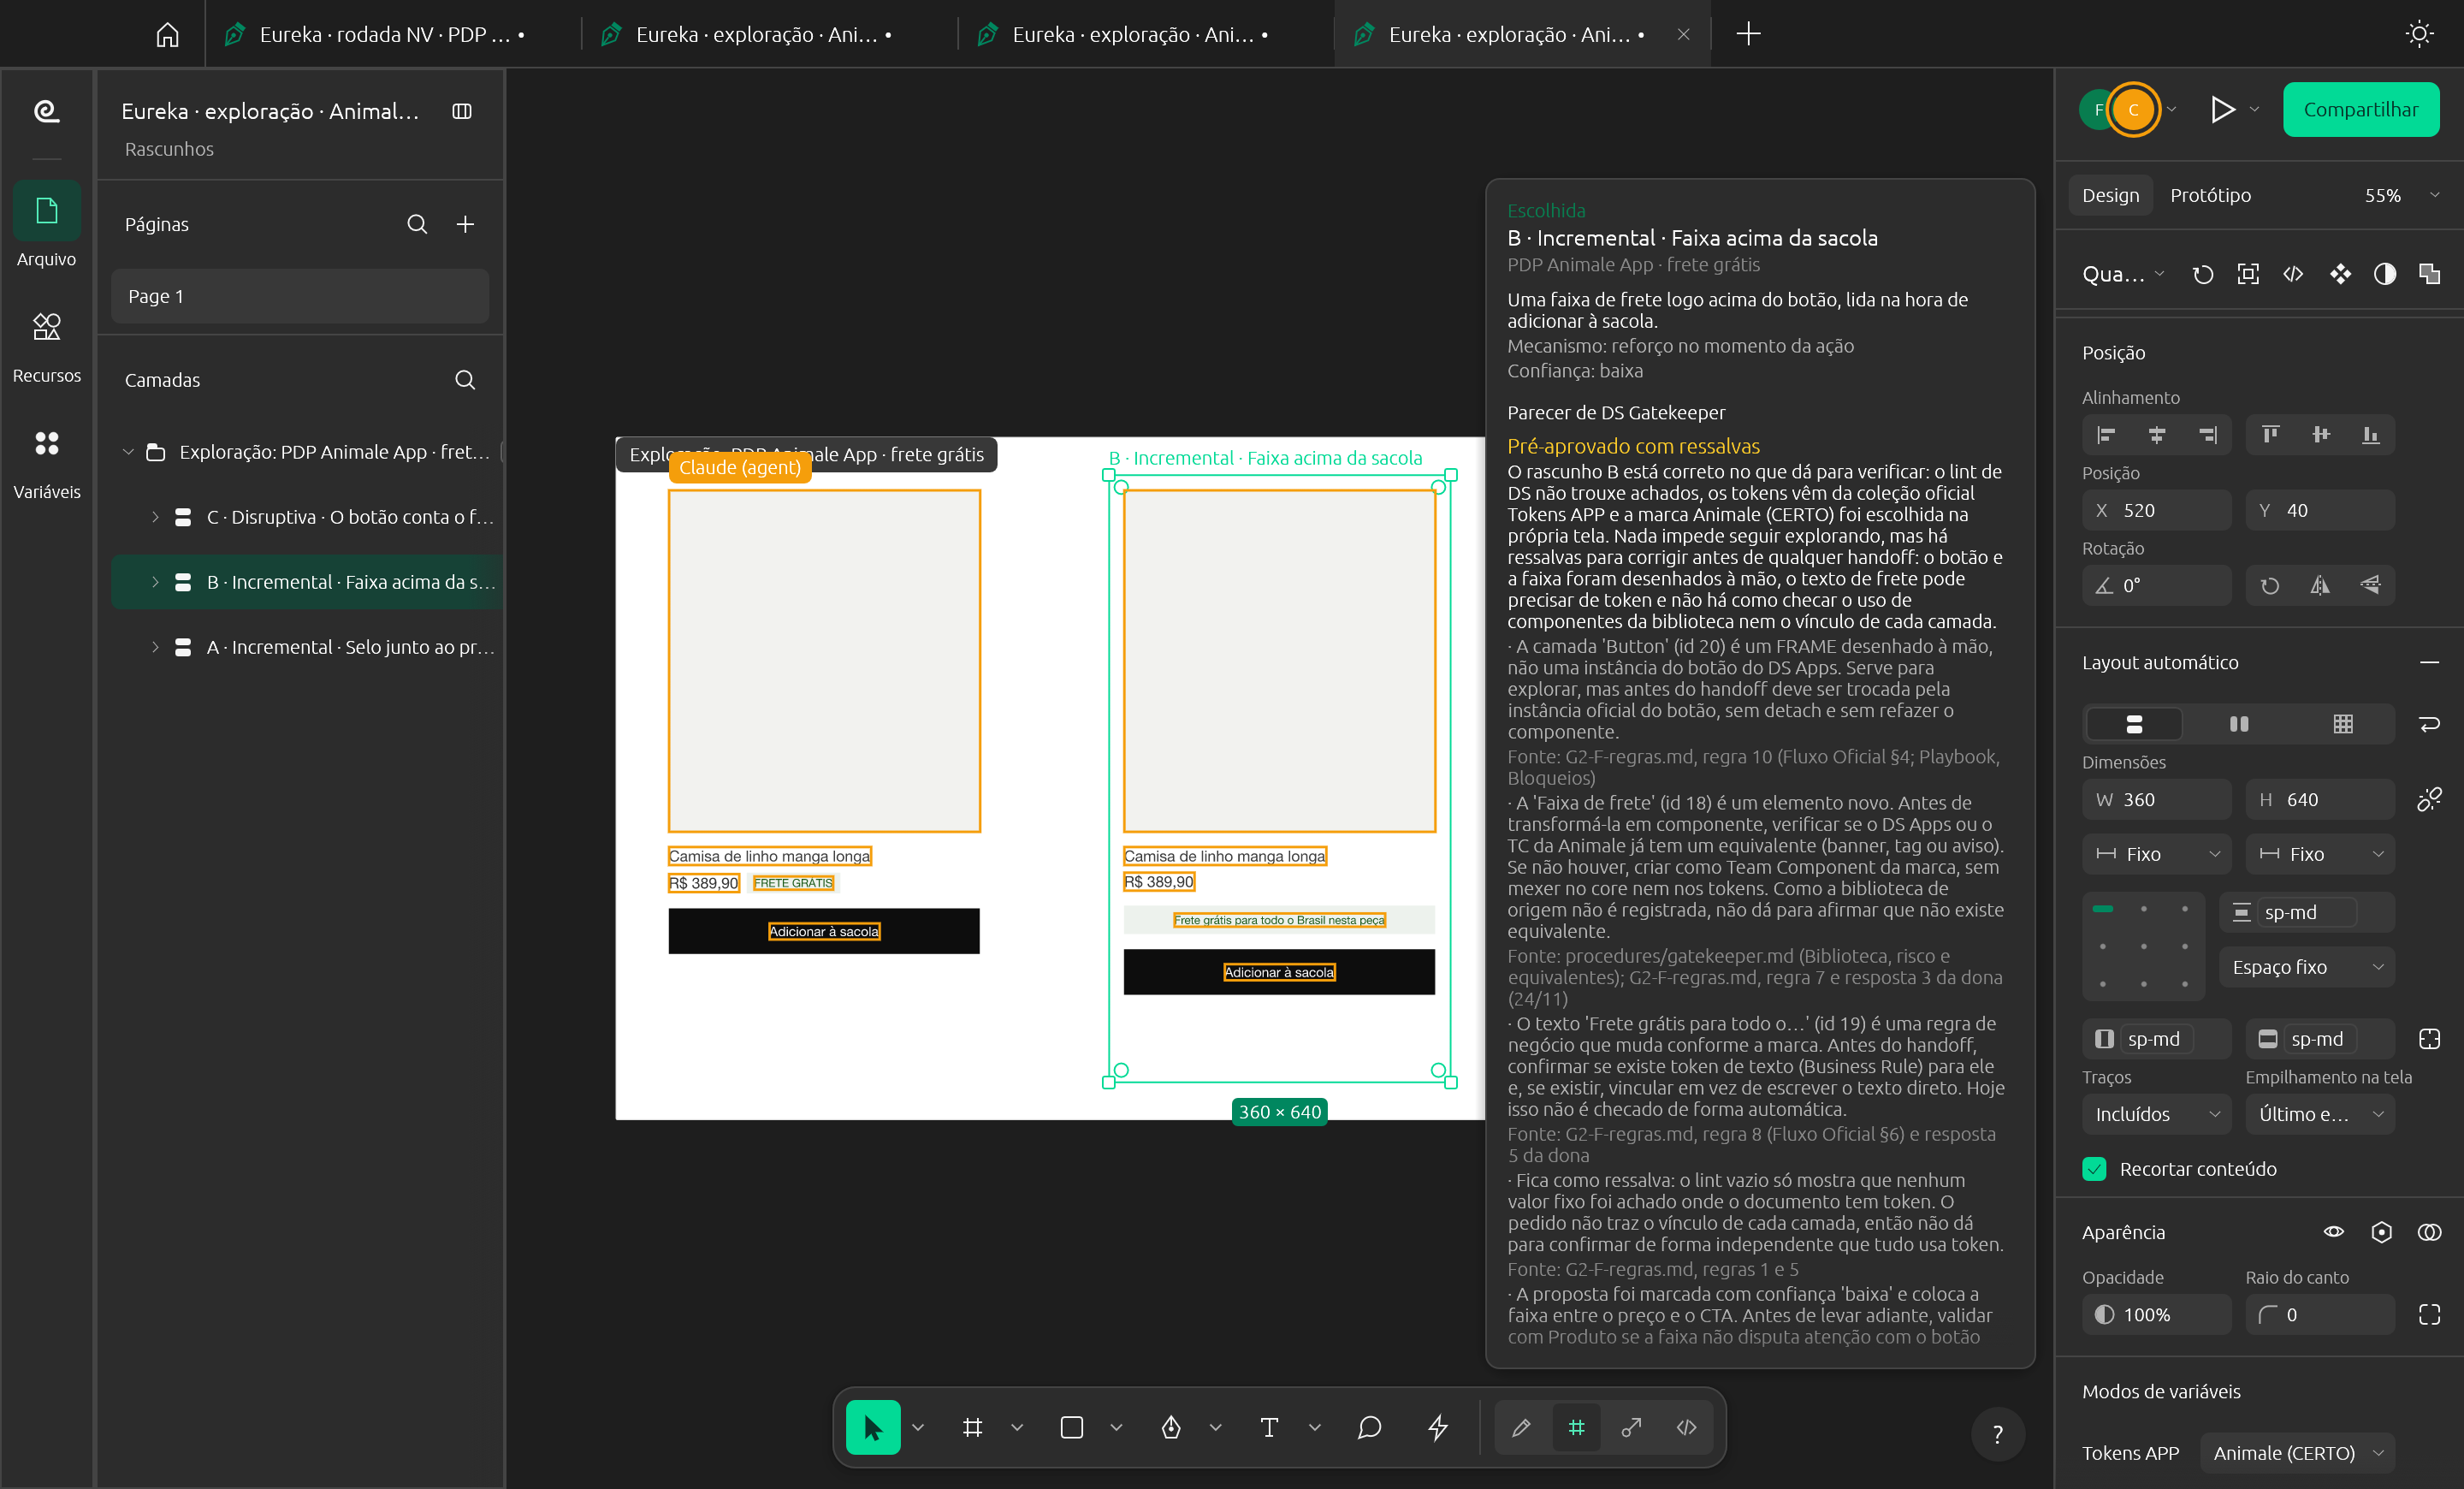 Eureka · rodada NV · PDP … •
Eureka · exploração · Ani… •
Eureka · exploração · Ani… •
Eureka · exploração · Ani… •
Arquivo
Recursos
Variáveis
Eureka · exploração · Animal…
Rascunhos
Páginas
Page 1
Camadas
Exploração: PDP Animale App · fret…
C · Disruptiva · O botão conta o f…
B · Incremental · Faixa acima da s…
A · Incremental · Selo junto ao pr…
Exploração: PDP Animale App · frete grátis
Claude (agent)
Camisa de linho manga longa
R$ 389,90
FRETE GRÁTIS
Adicionar à sacola
B · Incremental · Faixa acima da sacola
Camisa de linho manga longa
R$ 389,90
Frete grátis para todo o Brasil nesta peça
Adicionar à sacola
360 × 640
Escolhida
B · Incremental · Faixa acima da sacola
PDP Animale App · frete grátis
Uma faixa de frete logo acima do botão, lida na hora de
adicionar à sacola.
Mecanismo: reforço no momento da ação
Confiança: baixa
Parecer de DS Gatekeeper
Pré-aprovado com ressalvas
O rascunho B está correto no que dá para verificar: o lint de
DS não trouxe achados, os tokens vêm da coleção oficial
Tokens APP e a marca Animale (CERTO) foi escolhida na
própria tela. Nada impede seguir explorando, mas há
ressalvas para corrigir antes de qualquer handoff: o botão e
a faixa foram desenhados à mão, o texto de frete pode
precisar de token e não há como checar o uso de
componentes da biblioteca nem o vínculo de cada camada.
· A camada 'Button' (id 20) é um FRAME desenhado à mão,
não uma instância do botão do DS Apps. Serve para
explorar, mas antes do handoff deve ser trocada pela
instância oficial do botão, sem detach e sem refazer o
componente.
Fonte: G2-F-regras.md, regra 10 (Fluxo Oficial §4; Playbook,
Bloqueios)
· A 'Faixa de frete' (id 18) é um elemento novo. Antes de
transformá-la em componente, verificar se o DS Apps ou o
TC da Animale já tem um equivalente (banner, tag ou aviso).
Se não houver, criar como Team Component da marca, sem
mexer no core nem nos tokens. Como a biblioteca de
origem não é registrada, não dá para afirmar que não existe
equivalente.
Fonte: procedures/gatekeeper.md (Biblioteca, risco e
equivalentes); G2-F-regras.md, regra 7 e resposta 3 da dona
(24/11)
· O texto 'Frete grátis para todo o…' (id 19) é uma regra de
negócio que muda conforme a marca. Antes do handoff,
confirmar se existe token de texto (Business Rule) para ele
e, se existir, vincular em vez de escrever o texto direto. Hoje
isso não é checado de forma automática.
Fonte: G2-F-regras.md, regra 8 (Fluxo Oficial §6) e resposta
5 da dona
· Fica como ressalva: o lint vazio só mostra que nenhum
valor fixo foi achado onde o documento tem token. O
pedido não traz o vínculo de cada camada, então não dá
para confirmar de forma independente que tudo usa token.
Fonte: G2-F-regras.md, regras 1 e 5
· A proposta foi marcada com confiança 'baixa' e coloca a
faixa entre o preço e o CTA. Antes de levar adiante, validar
com Produto se a faixa não disputa atenção com o botão
?
F
C
Compartilhar
Design
Protótipo
55%
Qua…
Posição
Alinhamento
Posição
X 520
Y 40
Rotação
0°
Layout automático
Dimensões
W 360
H 640
Fixo
Fixo
sp-md
Espaço fixo
sp-md
sp-md
Traços
Empilhamento na tela
Incluídos
Último e…
Recortar conteúdo
Aparência
Opacidade
Raio do canto
100%
0
Modos de variáveis
Tokens APP
Animale (CERTO)